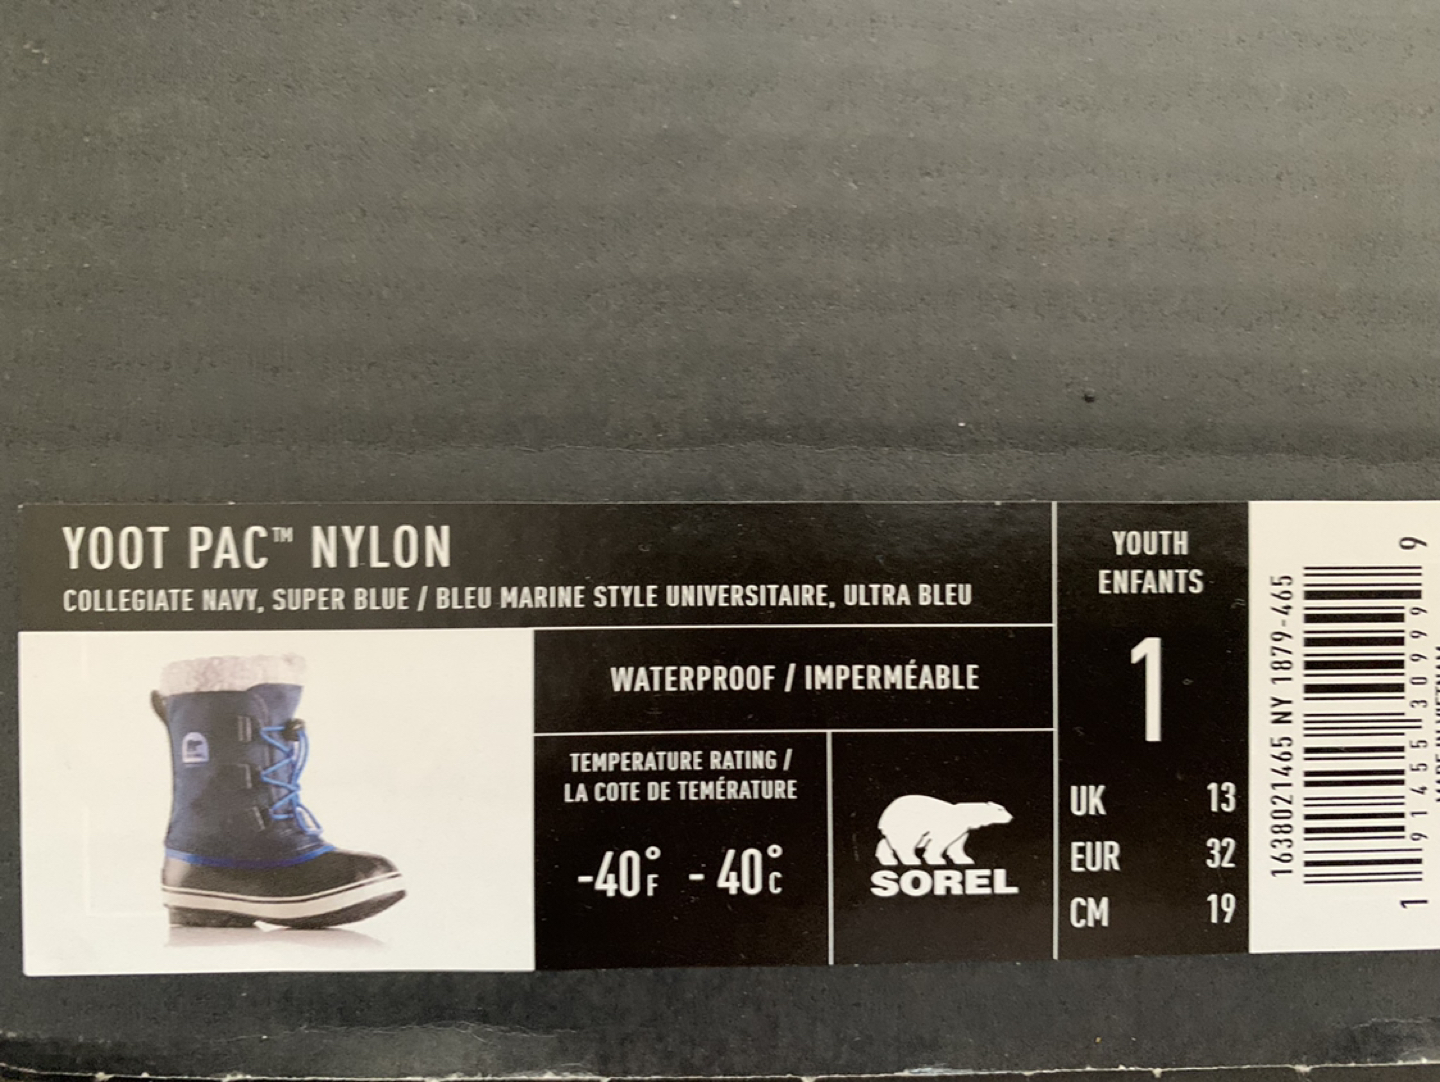 YOOT PAC™ NYLON
COLLEGIATE NAVY, SUPER BLUE / BLEU MARINE STYLE UNIVERSITAIRE, ULTRA BLEU
WATERPROOF / IMPERMÉABLE
TEMPERATURE RATING /
LA COTE DE TEMÉRATURE
-40°F - 40°C
SOREL
YOUTH
ENFANTS
1
UK 13
EUR 32
CM 19
1638021465 NY 1879-465
1 91455 30999 9